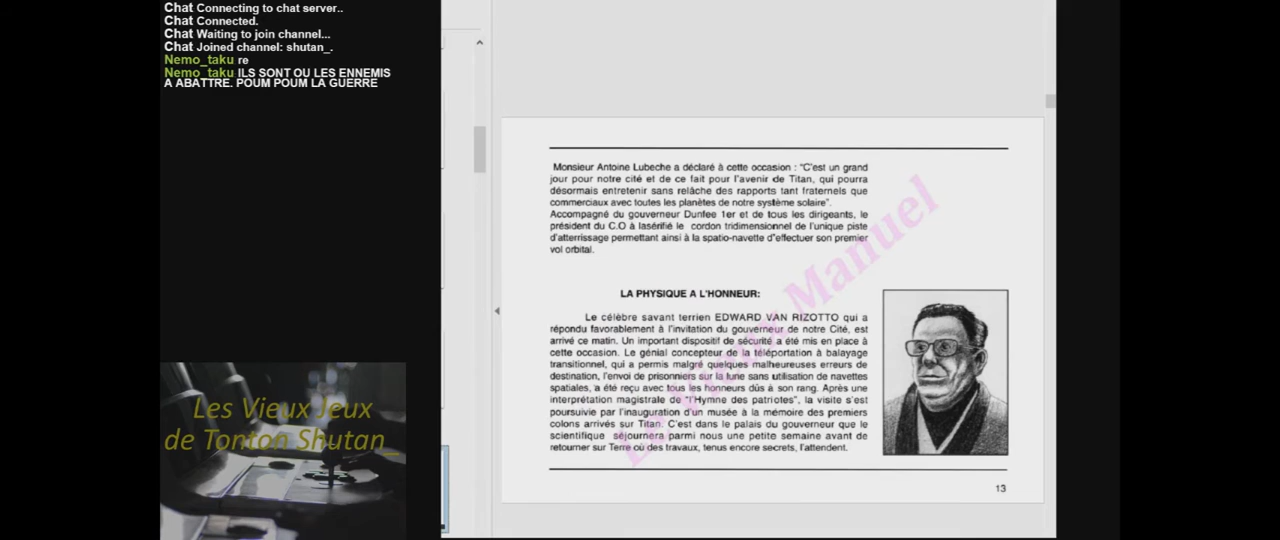 Chat Connecting to chat server..
Chat Connected.
Chat Waiting to join channel...
Chat Joined channel: shutan_.
Nemo_taku re
Nemo_taku ILS SONT OU LES ENNEMIS
A ABATTRE. POUM POUM LA GUERRE
Les Vieux Jeux
de Tonton Shutan_
Monsieur Antoine Lubeche a déclaré à cette occasion : "C'est un grand
jour pour notre cité et de ce fait pour l'avenir de Titan, qui pourra
désormais entretenir sans relâche des rapports tant fraternels que
commerciaux avec toutes les planètes de notre système solaire".
Accompagné du gouverneur Dunfee 1er et de tous les dirigeants, le
président du C.O à lasérifié le cordon tridimensionnel de l'unique piste
d'atterrissage permettant ainsi à la spatio-navette d'effectuer son premier
vol orbital.
LA PHYSIQUE A L'HONNEUR:
Le célèbre savant terrien EDWARD VAN RIZOTTO qui a
répondu favorablement à l'invitation du gouverneur de notre Cité, est
arrivé ce matin. Un important dispositif de sécurité a été mis en place à
cette occasion. Le génial concepteur de la téléportation à balayage
transitionnel, qui a permis malgré quelques malheureuses erreurs de
destination, l'envoi de prisonniers sur la lune sans utilisation de navettes
spatiales, a été reçu avec tous les honneurs dûs à son rang. Après une
interprétation magistrale de "l'Hymne des patriotes", la visite s'est
poursuivie par l'inauguration d'un musée à la mémoire des premiers
colons arrivés sur Titan. C'est dans le palais du gouverneur que le
scientifique séjournera parmi nous une petite semaine avant de
retourner sur Terre où des travaux, tenus encore secrets, l'attendent.
13
Manuel